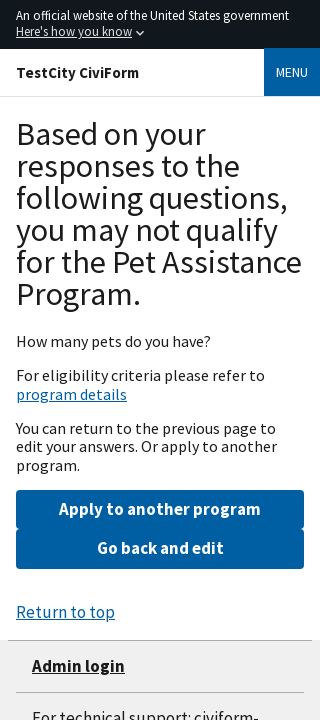 An official website of the United States government
Here's how you know
TestCity CiviForm
MENU
Based on your
responses to the
following questions,
you may not qualify
for the Pet Assistance
Program.
How many pets do you have?
For eligibility criteria please refer to
program details
You can return to the previous page to
edit your answers. Or apply to another
program.
Apply to another program
Go back and edit
Return to top
Admin login
For technical support: civiform-